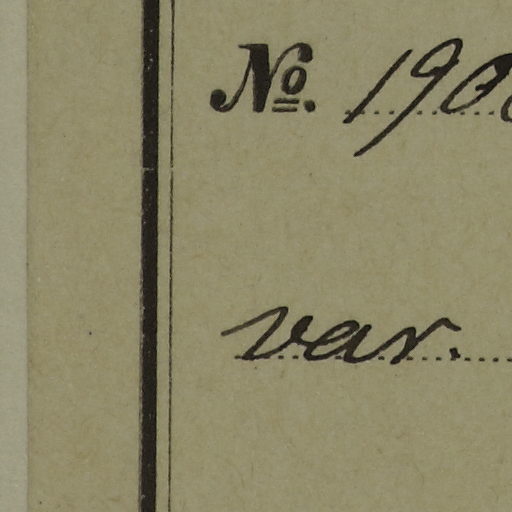 №. 190
var.